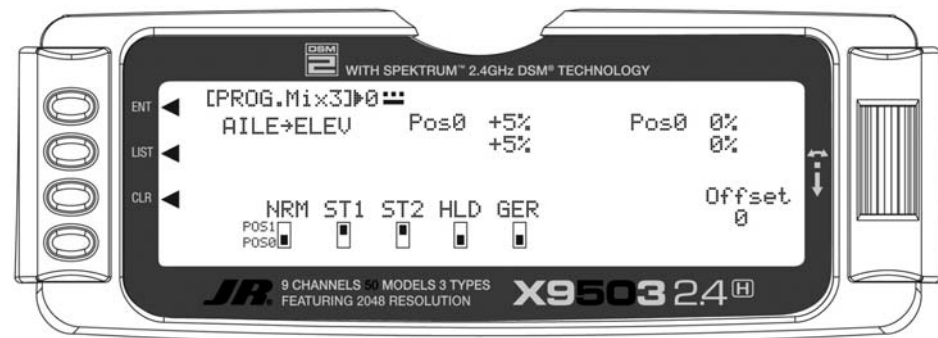 DSM
2 WITH SPEKTRUM™ 2.4GHz DSM® TECHNOLOGY
ENT
LIST
CLR
[PROG.Mix3]▶0
AILE→ELEV Pos0 +5% Pos0 0%
+5% 0%
Offset
0
NRM ST1 ST2 HLD GER
POS1
POS0
JR 9 CHANNELS 50 MODELS 3 TYPES
FEATURING 2048 RESOLUTION
X9503 2.4 H